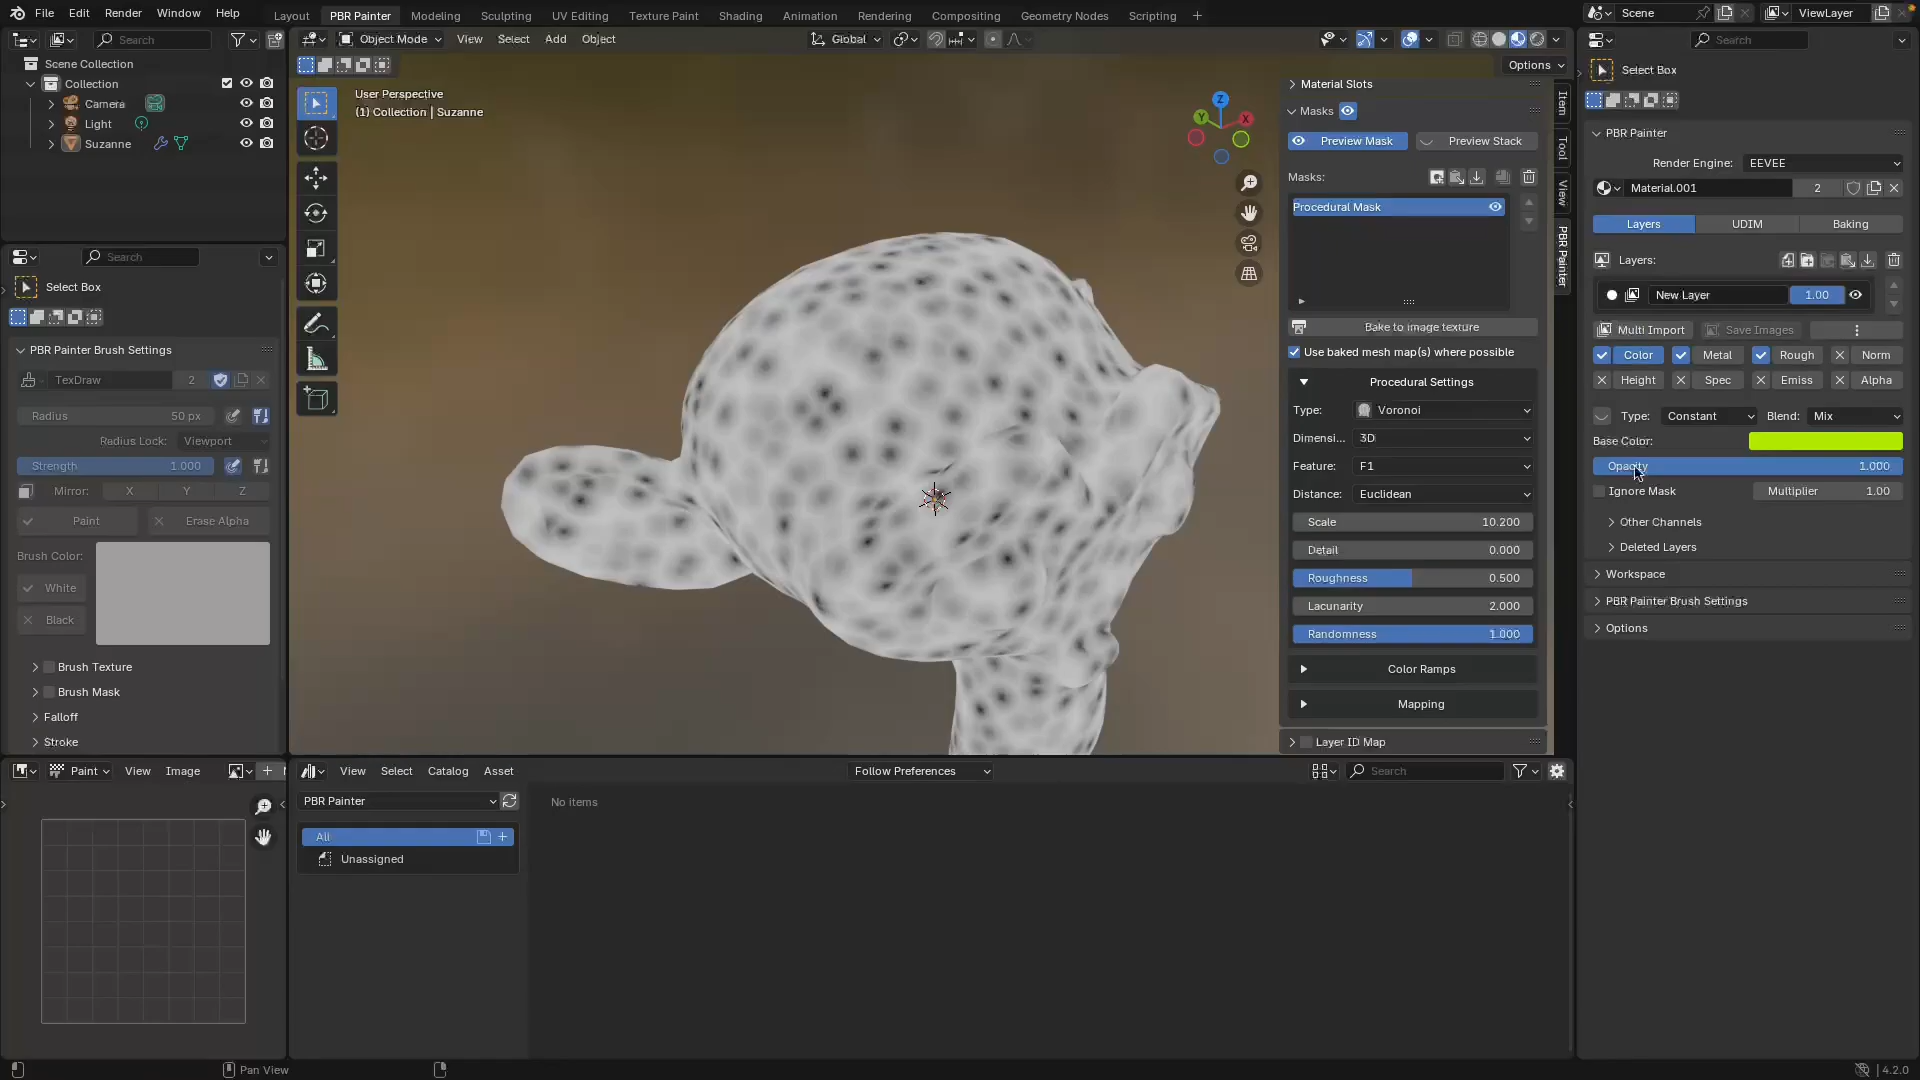 File Edit Render Window Help Layout PBR Painter Modeling Sculpting UV Editing Texture Paint Shading Animation Rendering Compositing Geometry Nodes Scripting + Scene ViewLayer
Search
Object Mode View Select Add Object Global
Search
Scene Collection
Options
Select Box
Collection
Camera
Light
Suzanne
User Perspective
(1) Collection | Suzanne
Z
Y
X
Material Slots
Masks
Preview Mask Preview Stack
Masks:
Procedural Mask
Bake to image texture
Use baked mesh map(s) where possible
Procedural Settings
Type: Voronoi
Dimensi... 3D
Feature: F1
Distance: Euclidean
Scale 10.200
Detail 0.000
Roughness 0.500
Lacunarity 2.000
Randomness 1.000
Color Ramps
Mapping
Layer ID Map
Item
Tool
View
PBR Painter
PBR Painter
Render Engine: EEVEE
Material.001 2
Layers UDIM Baking
Layers:
New Layer 1.00
Multi Import Save Images
Color Metal Rough Norm
Height Spec Emiss Alpha
Type: Constant Blend: Mix
Base Color:
Opacity 1.000
Ignore Mask Multiplier 1.00
Other Channels
Deleted Layers
Workspace
PBR Painter Brush Settings
Options
Search
Select Box
PBR Painter Brush Settings
TexDraw 2
Radius 50 px
Radius Lock: Viewport
Strength 1.000
Mirror: X Y Z
Paint Erase Alpha
Brush Color:
White
Black
Brush Texture
Brush Mask
Falloff
Stroke
Paint View Image
View Select Catalog Asset Follow Preferences Search
PBR Painter
No items
All
Unassigned
Pan View 4.2.0